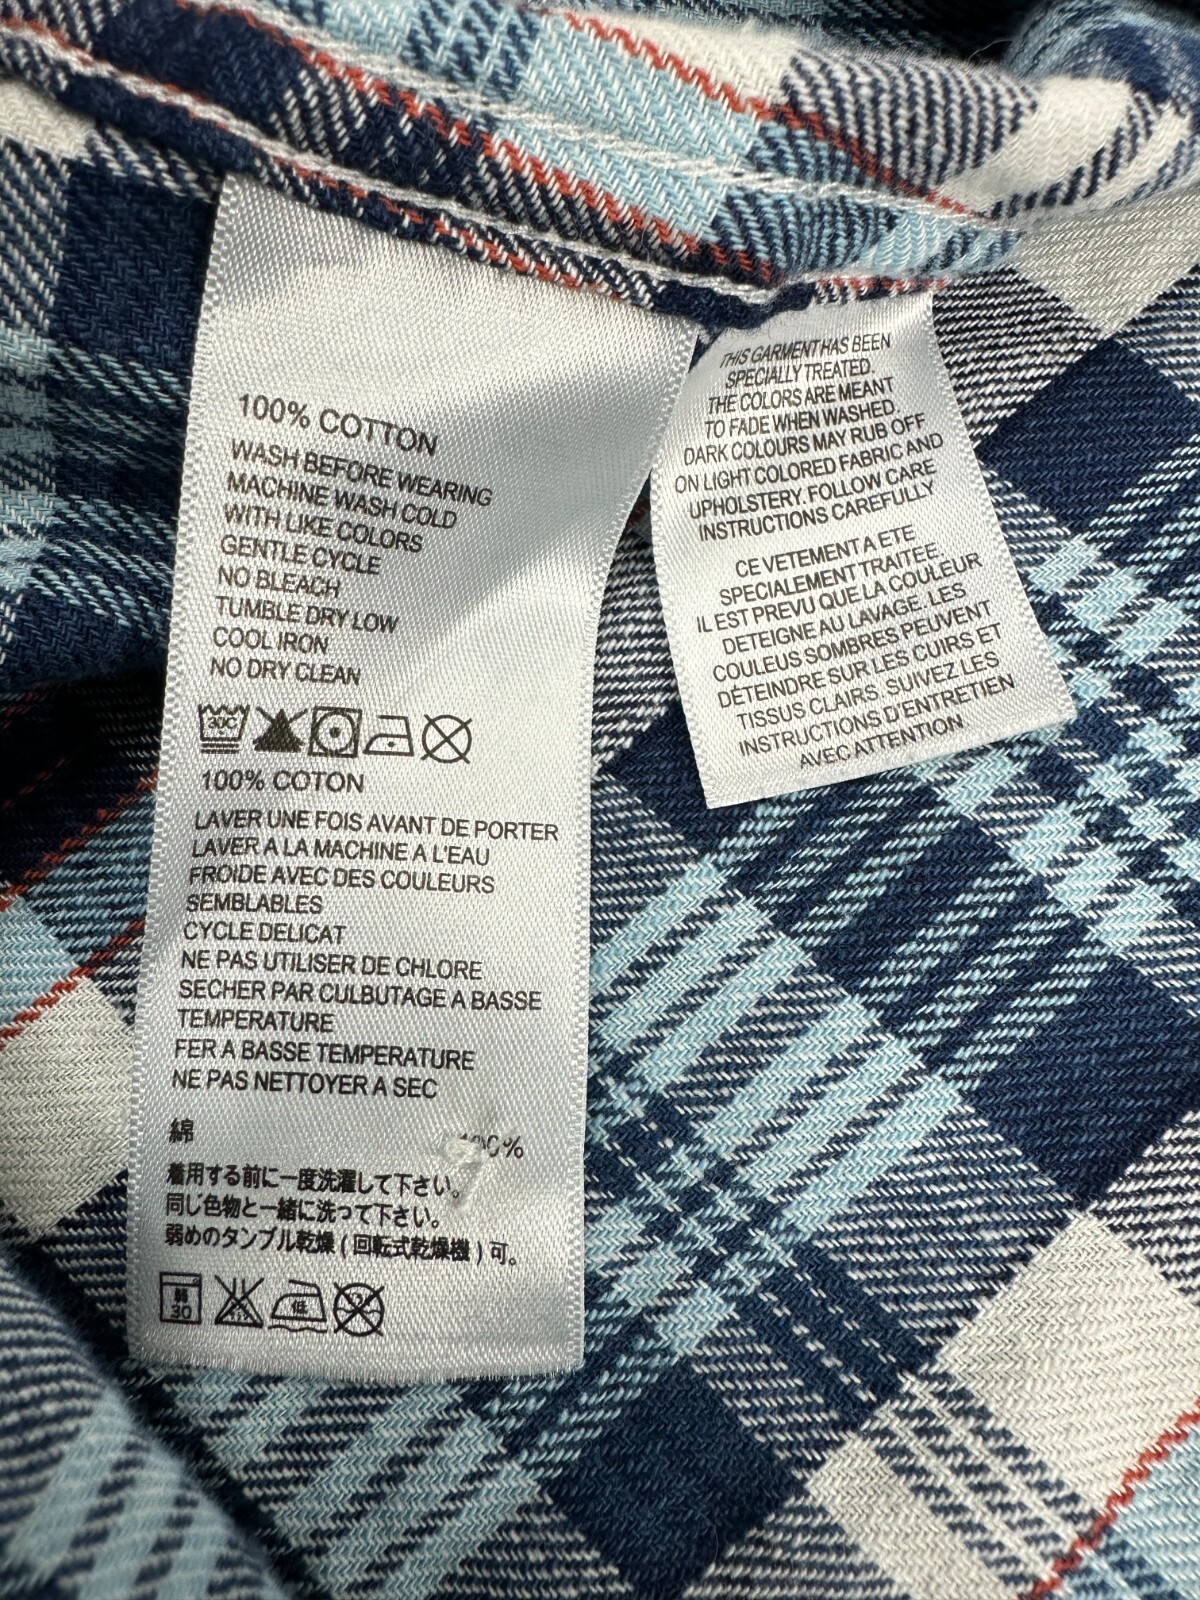 100% COTTON
WASH BEFORE WEARING
MACHINE WASH COLD
WITH LIKE COLORS
GENTLE CYCLE
NO BLEACH
TUMBLE DRY LOW
COOL IRON
NO DRY CLEAN
30C
100% COTON
LAVER UNE FOIS AVANT DE PORTER
LAVER A LA MACHINE A L'EAU
FROIDE AVEC DES COULEURS
SEMBLABLES
CYCLE DELICAT
NE PAS UTILISER DE CHLORE
SECHER PAR CULBUTAGE A BASSE
TEMPERATURE
FER A BASSE TEMPERATURE
NE PAS NETTOYER A SEC
綿 100%
着用する前に一度洗濯して下さい。
同じ色物と一緒に洗って下さい。
弱めのタンブル乾燥(回転式乾燥機)可。
弱
30
低
THIS GARMENT HAS BEEN
SPECIALLY TREATED.
THE COLORS ARE MEANT
TO FADE WHEN WASHED.
DARK COLOURS MAY RUB OFF
ON LIGHT COLORED FABRIC AND
UPHOLSTERY. FOLLOW CARE
INSTRUCTIONS CAREFULLY
CE VETEMENT A ETE
SPECIALEMENT TRAITEE.
IL EST PREVU QUE LA COULEUR
DETEIGNE AU LAVAGE. LES
COULEUS SOMBRES PEUVENT
DÉTEINDRE SUR LES CUIRS ET
TISSUS CLAIRS, SUIVEZ LES
INSTRUCTIONS D'ENTRETIEN
AVEC ATTENTION.